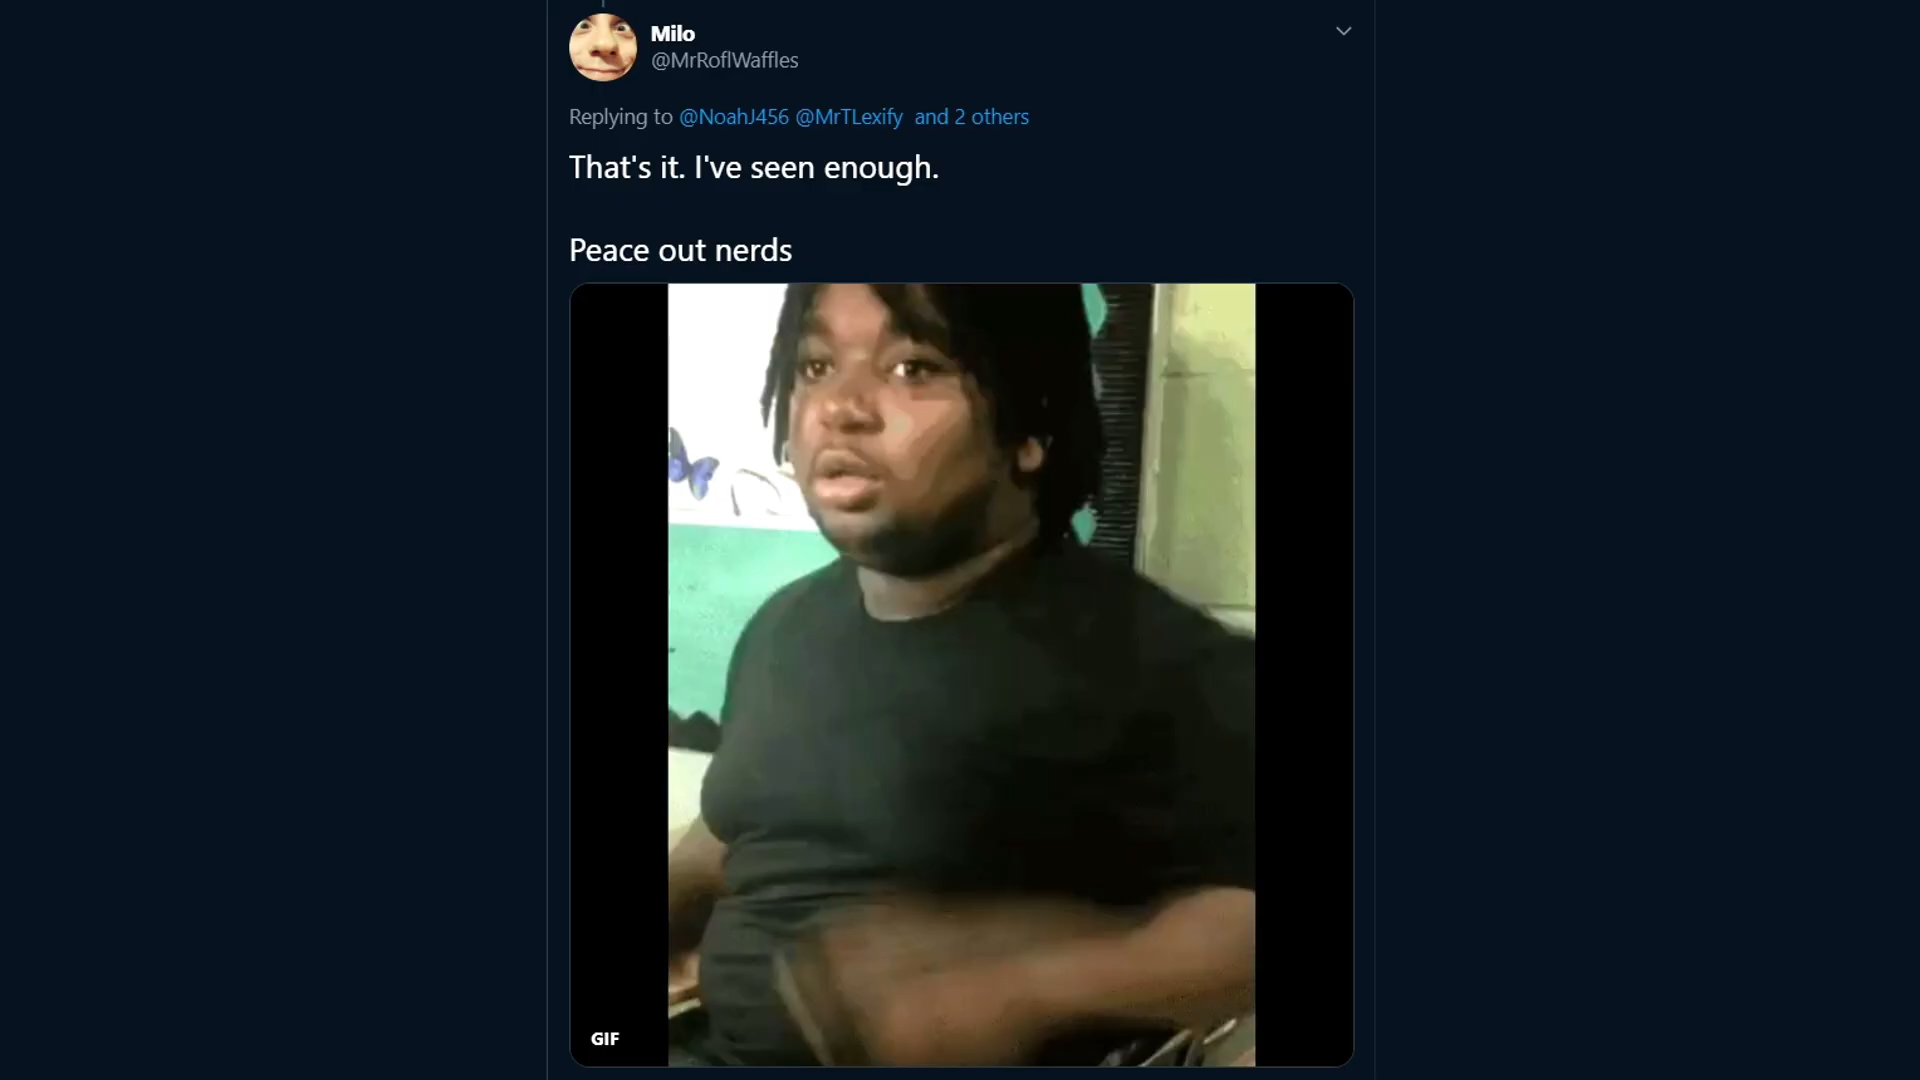 Milo
@MrRoflWaffles
Replying to @NoahJ456 @MrTLexify and 2 others
That's it. I've seen enough.
Peace out nerds
GIF